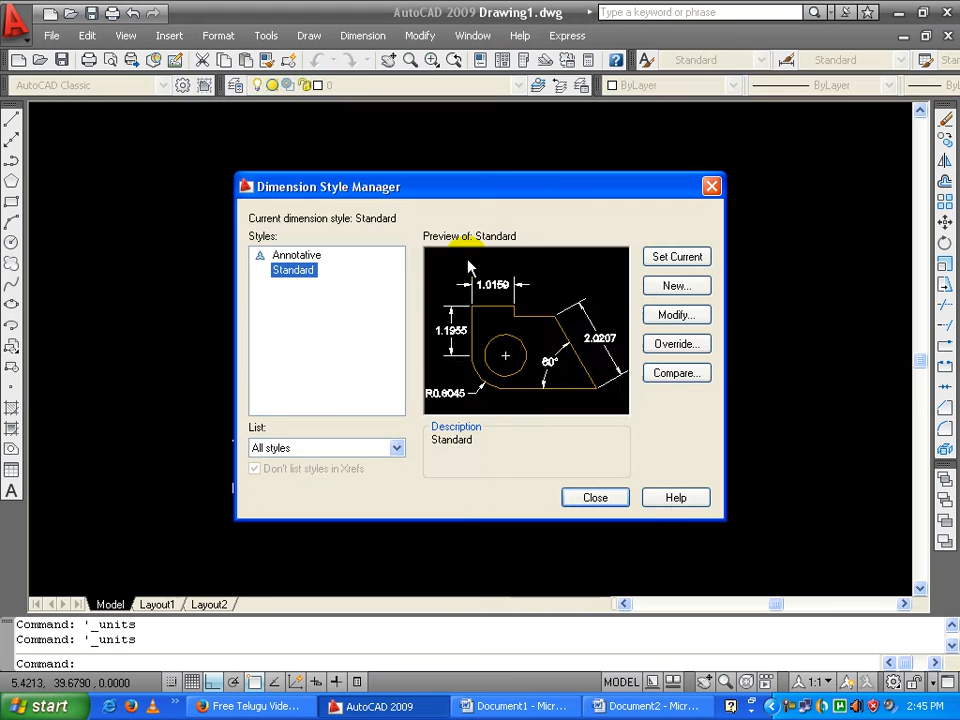 AutoCAD 2009 Drawing1.dwg
Type a keyword or phrase
File Edit View Insert Format Tools Draw Dimension Modify Window Help Express
Standard Standard
AutoCAD Classic 0 ByLayer ByLayer
Dimension Style Manager
Current dimension style: Standard
Styles:
Annotative
Standard
List:
All styles
Don't list styles in Xrefs
Preview of: Standard
1.0159
1.1955
2.0207
60°
R0.8045
Description
Standard
Set Current
New...
Modify...
Override...
Compare...
Close
Help
A
Model Layout1 Layout2
Command: '_units
Command: '_units
Command:
5.4213, 39.6790, 0.0000 MODEL 1:1
start Free Telugu Vide... AutoCAD 2009 Document1 - Micros... Document2 - Micr... 2:45 PM